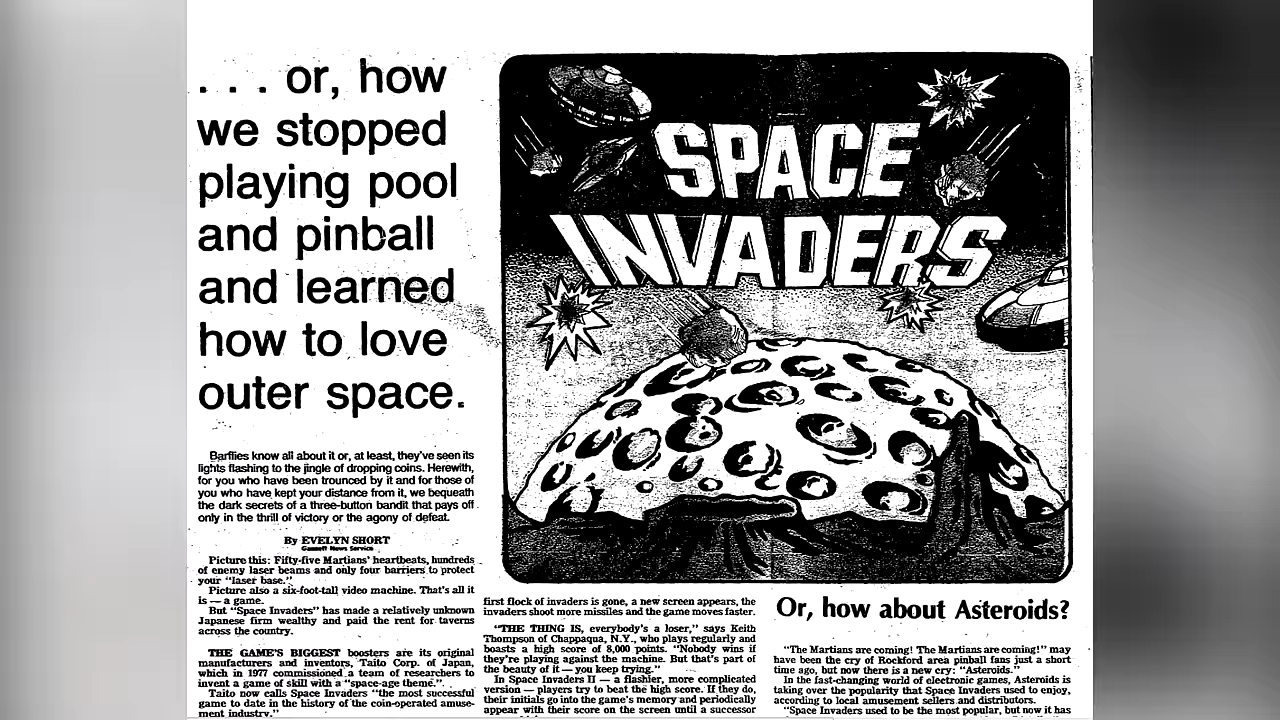 . . . or, how
we stopped
playing pool
and pinball
and learned
how to love
outer space.
SPACE
INVADERS
Barflies know all about it or, at least, they've seen its
lights flashing to the jingle of dropping coins. Herewith,
for you who have been trounced by it and for those of
you who have kept your distance from it, we bequeath
the dark secrets of a three-button bandit that pays off
only in the thrill of victory or the agony of defeat.
By EVELYN SHORT
Gannett News Service
Picture this: Fifty-five Martians' heartbeats, hundreds
of enemy laser beams and only four barriers to protect
your "laser base."
Picture also a six-foot-tall video machine. That's all it
is — a game.
But "Space Invaders" has made a relatively unknown
Japanese firm wealthy and paid the rent for taverns
across the country.
THE GAME'S BIGGEST boosters are its original
manufacturers and inventors, Taito Corp. of Japan,
which in 1977 commissioned a team of researchers to
invent a game of skill with a "space-age theme."
Taito now calls Space Invaders "the most successful
game to date in the history of the coin-operated amuse-
ment industry."
first flock of invaders is gone, a new screen appears, the
invaders shoot more missiles and the game moves faster.
"THE THING IS, everybody's a loser," says Keith
Thompson of Chappaqua, N.Y., who plays regularly and
boasts a high score of 8,000 points. "Nobody wins if
they're playing against the machine. But that's part of
the beauty of it — you keep trying."
In Space Invaders II — a flashier, more complicated
version — players try to beat the high score. If they do,
their initials go into the game's memory and periodically
appear with their score on the screen until a successor
Or, how about Asteroids?
"The Martians are coming! The Martians are coming!" may
have been the cry of Rockford area pinball fans just a short
time ago, but now there is a new cry: "Asteroids."
In the fast-changing world of electronic games, Asteroids is
taking over the popularity that Space Invaders used to enjoy,
according to local amusement sellers and distributors.
"Space Invaders used to be the most popular, but now it has